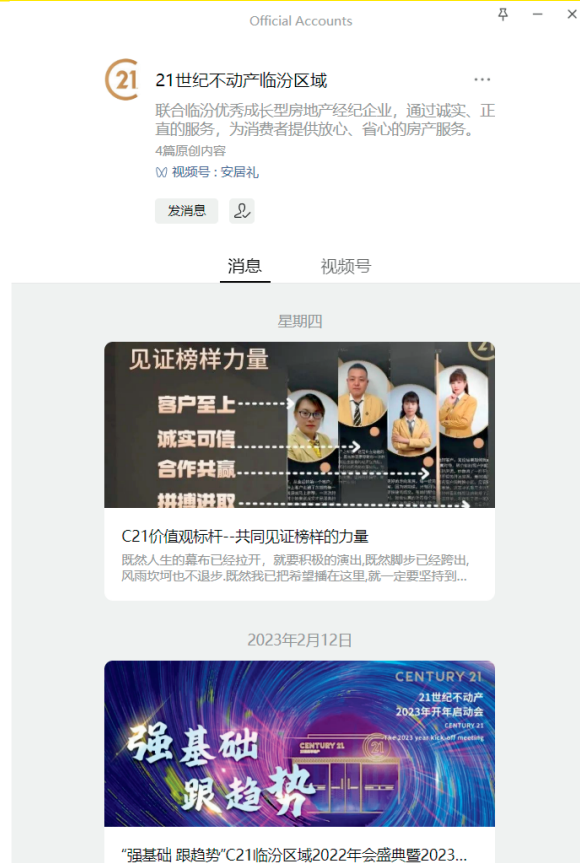 Official Accounts
21
21世纪不动产临汾区域
联合临汾优秀成长型房地产经纪企业，通过诚实、正
直的服务，为消费者提供放心、省心的房产服务。
4篇原创内容
视频号 : 安居礼
发消息
消息
视频号
星期四
见证榜样力量
客户至上
诚实可信
合作共赢
拼搏进取
C21价值观标杆--共同见证榜样的力量
既然人生的幕布已经拉开，就要积极的演出,既然脚步已经跨出,
风雨坎坷也不退步.既然我已把希望播在这里,就一定要坚持到...
2023年2月12日
CENTURY 21
21世纪不动产
2023年开年启动会
CENTURY 21
The 2023 year kick-off meeting
强基础
跟趋势
CENTURY 21
21
“强基础 跟趋势”C21临汾区域2022年会盛典暨2023...